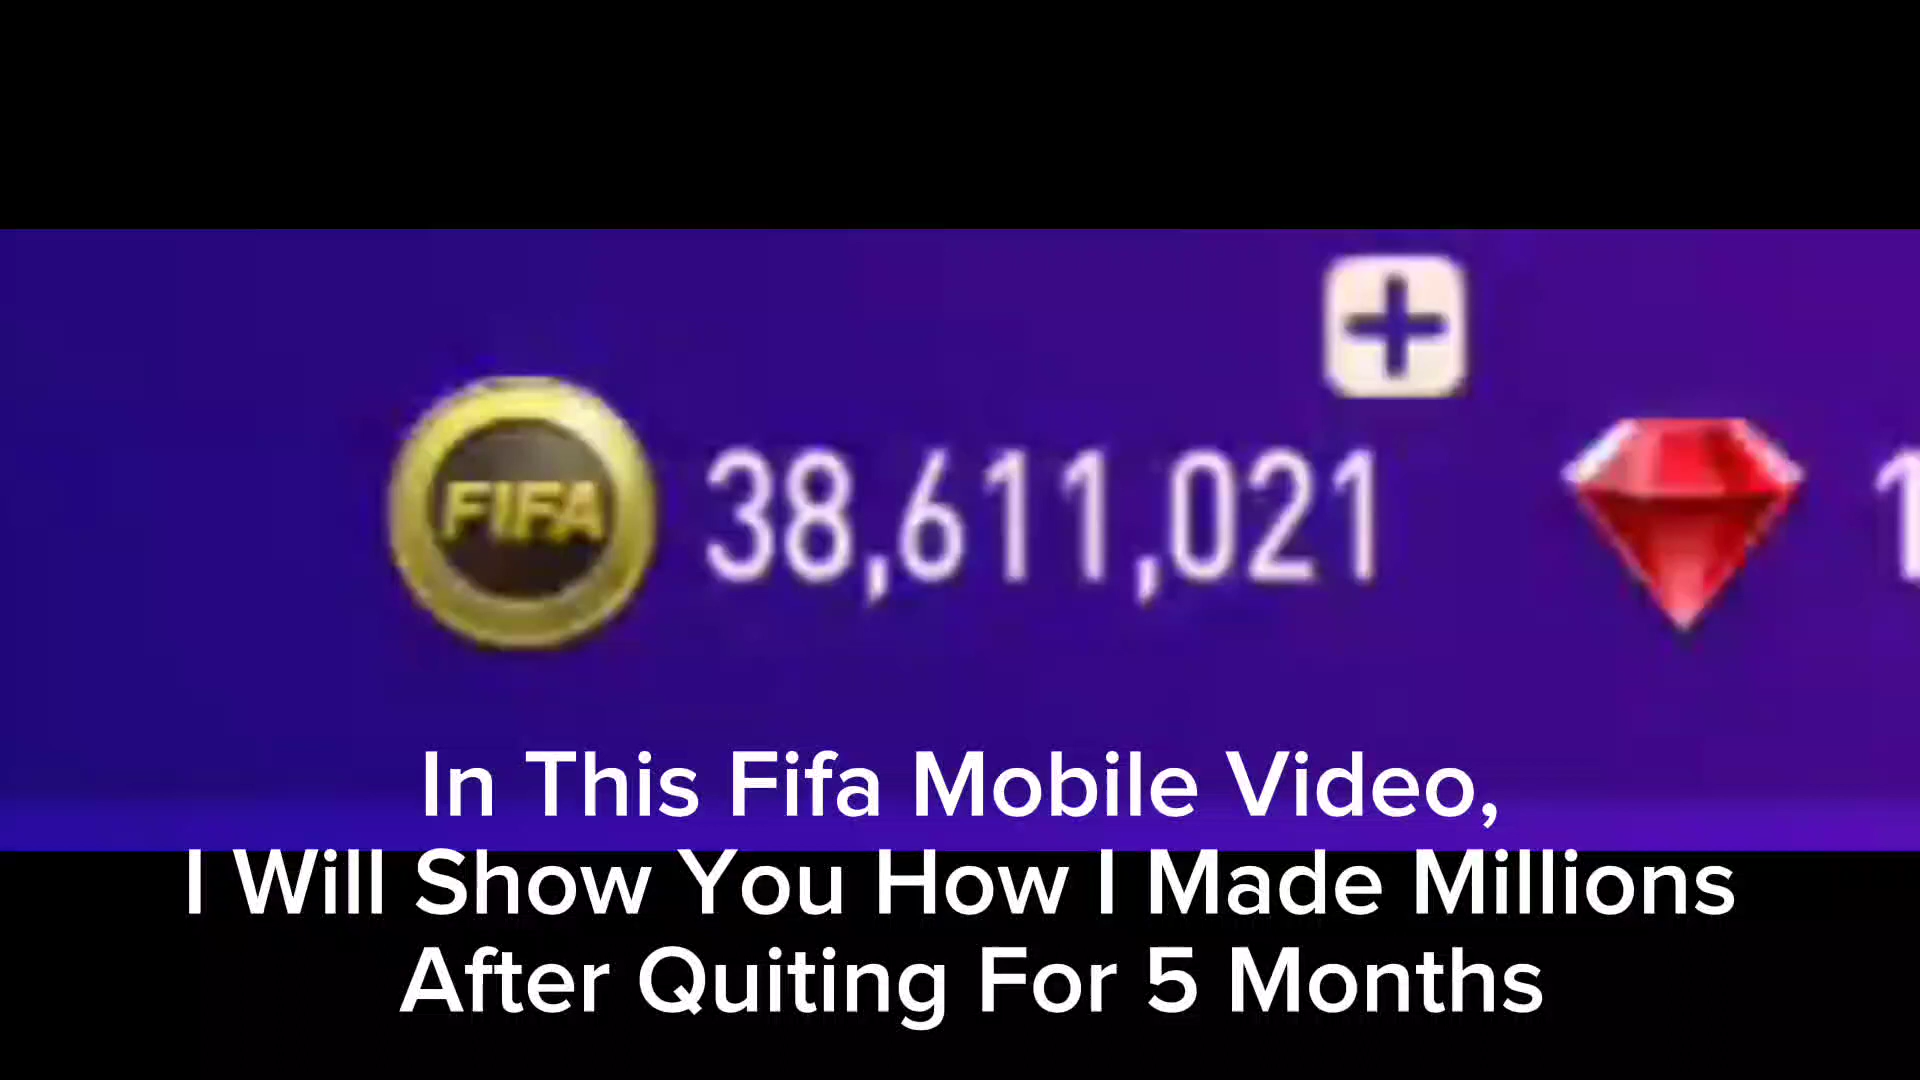 FIFA
38,611,021
In This Fifa Mobile Video,
I Will Show You How I Made Millions
After Quiting For 5 Months